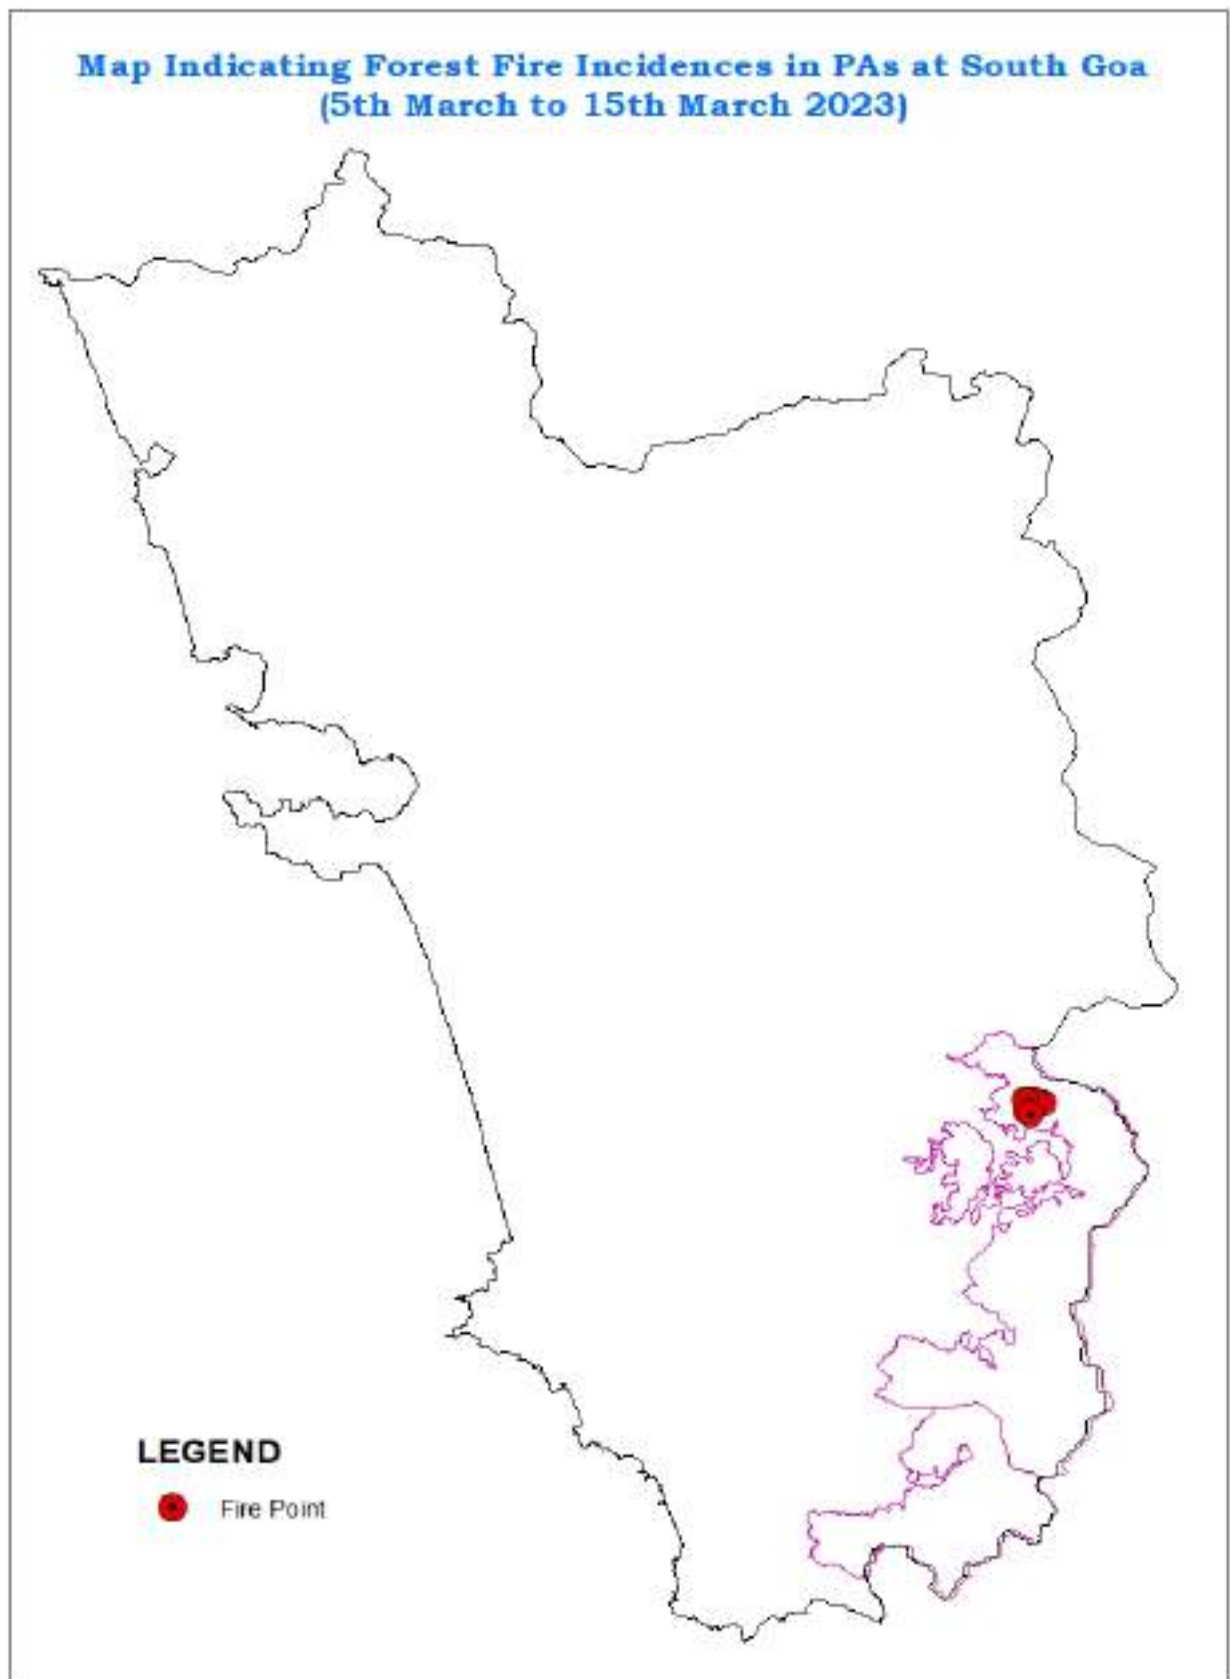 Map Indicating Forest Fire Incidences in PAs at South Goa
(5th March to 15th March 2023)
LEGEND
Fire Point